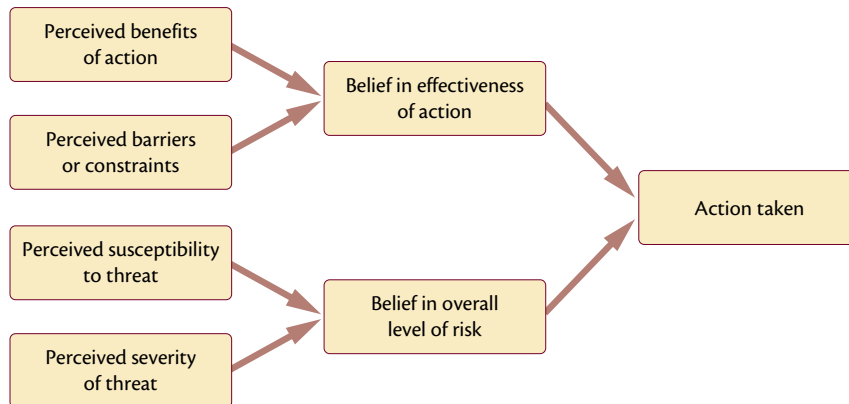 Perceived benefits
of action
Perceived barriers
or constraints
Perceived susceptibility
to threat
Perceived severity
of threat
Belief in effectiveness
of action
Belief in overall
level of risk
Action taken